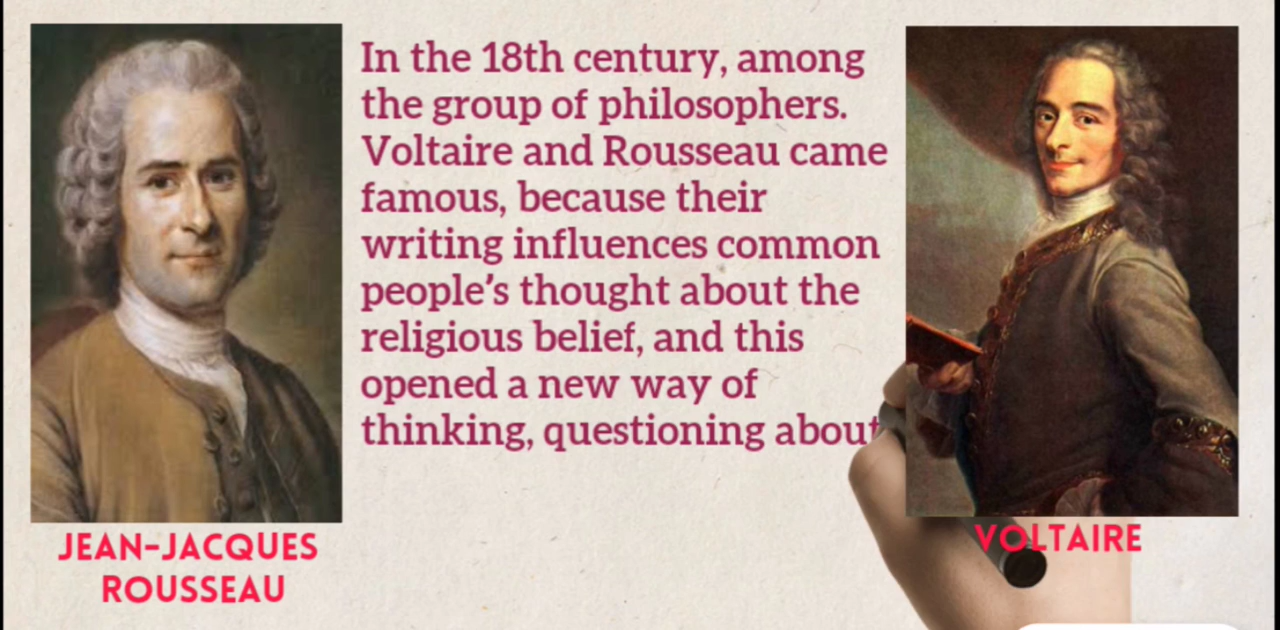 In the 18th century, among
the group of philosophers.
Voltaire and Rousseau came
famous, because their
writing influences common
people’s thought about the
religious belief, and this
opened a new way of
thinking, questioning about
JEAN-JACQUES
ROUSSEAU
VOLTAIRE